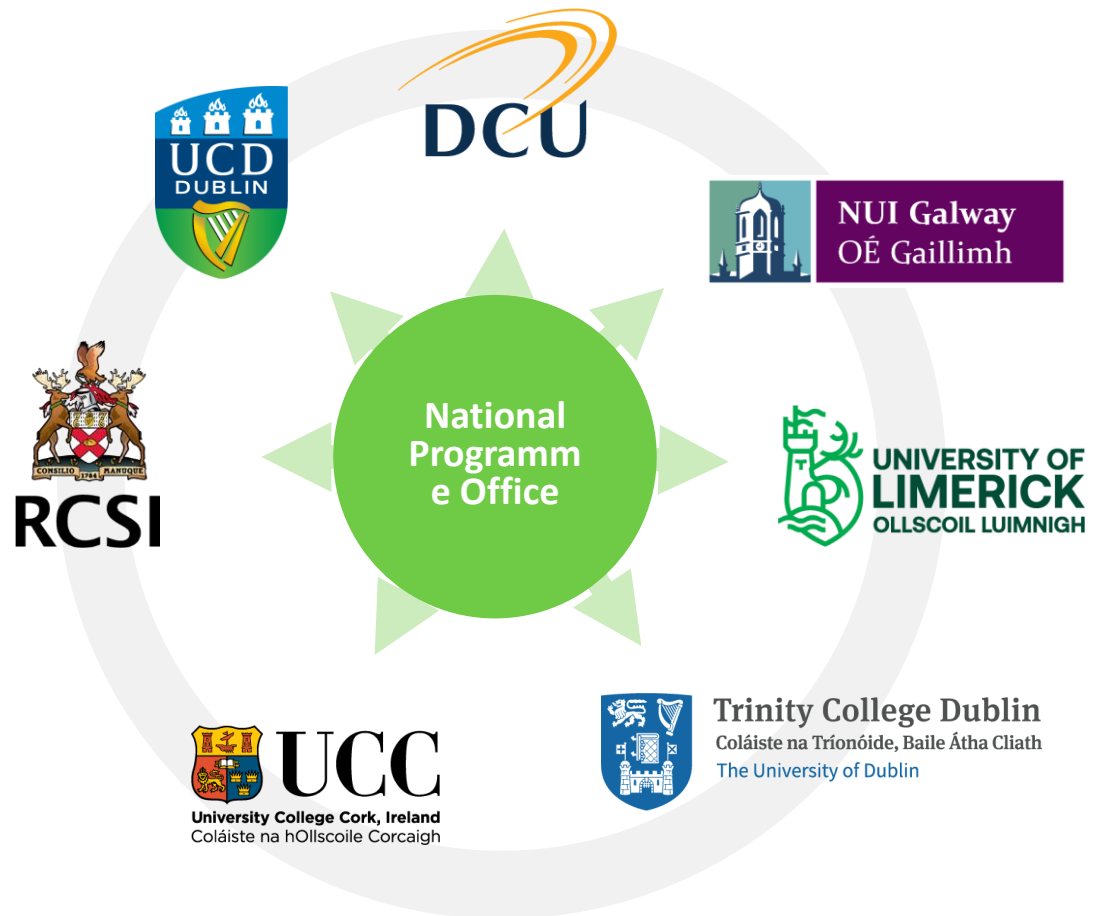 DCU
UCD
DUBLIN
NUI Galway
OÉ Gaillimh
National
Programm
e Office
CONSILIO 1784 MANUQUE
RCSI
UNIVERSITY OF
LIMERICK
OLLSCOIL LUIMNIGH
Trinity College Dublin
Coláiste na Tríonóide, Baile Átha Cliath
The University of Dublin
UCC
University College Cork, Ireland
Coláiste na hOllscoile Corcaigh